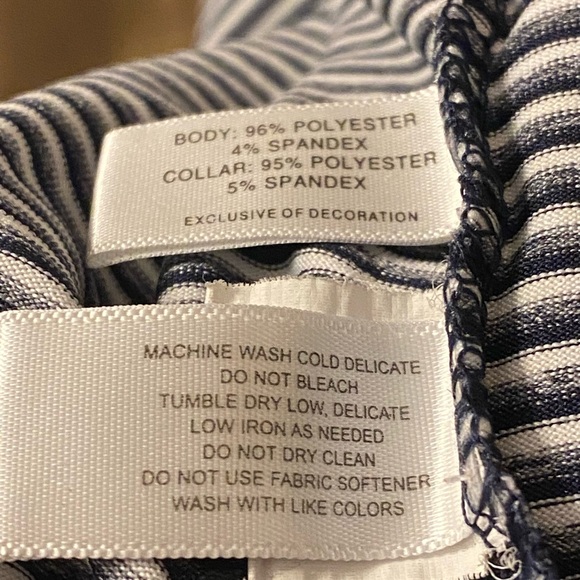 BODY: 96% POLYESTER
4% SPANDEX
COLLAR: 95% POLYESTER
5% SPANDEX
EXCLUSIVE OF DECORATION
MACHINE WASH COLD DELICATE
DO NOT BLEACH
TUMBLE DRY LOW, DELICATE
LOW IRON AS NEEDED
DO NOT DRY CLEAN
DO NOT USE FABRIC SOFTENER
WASH WITH LIKE COLORS